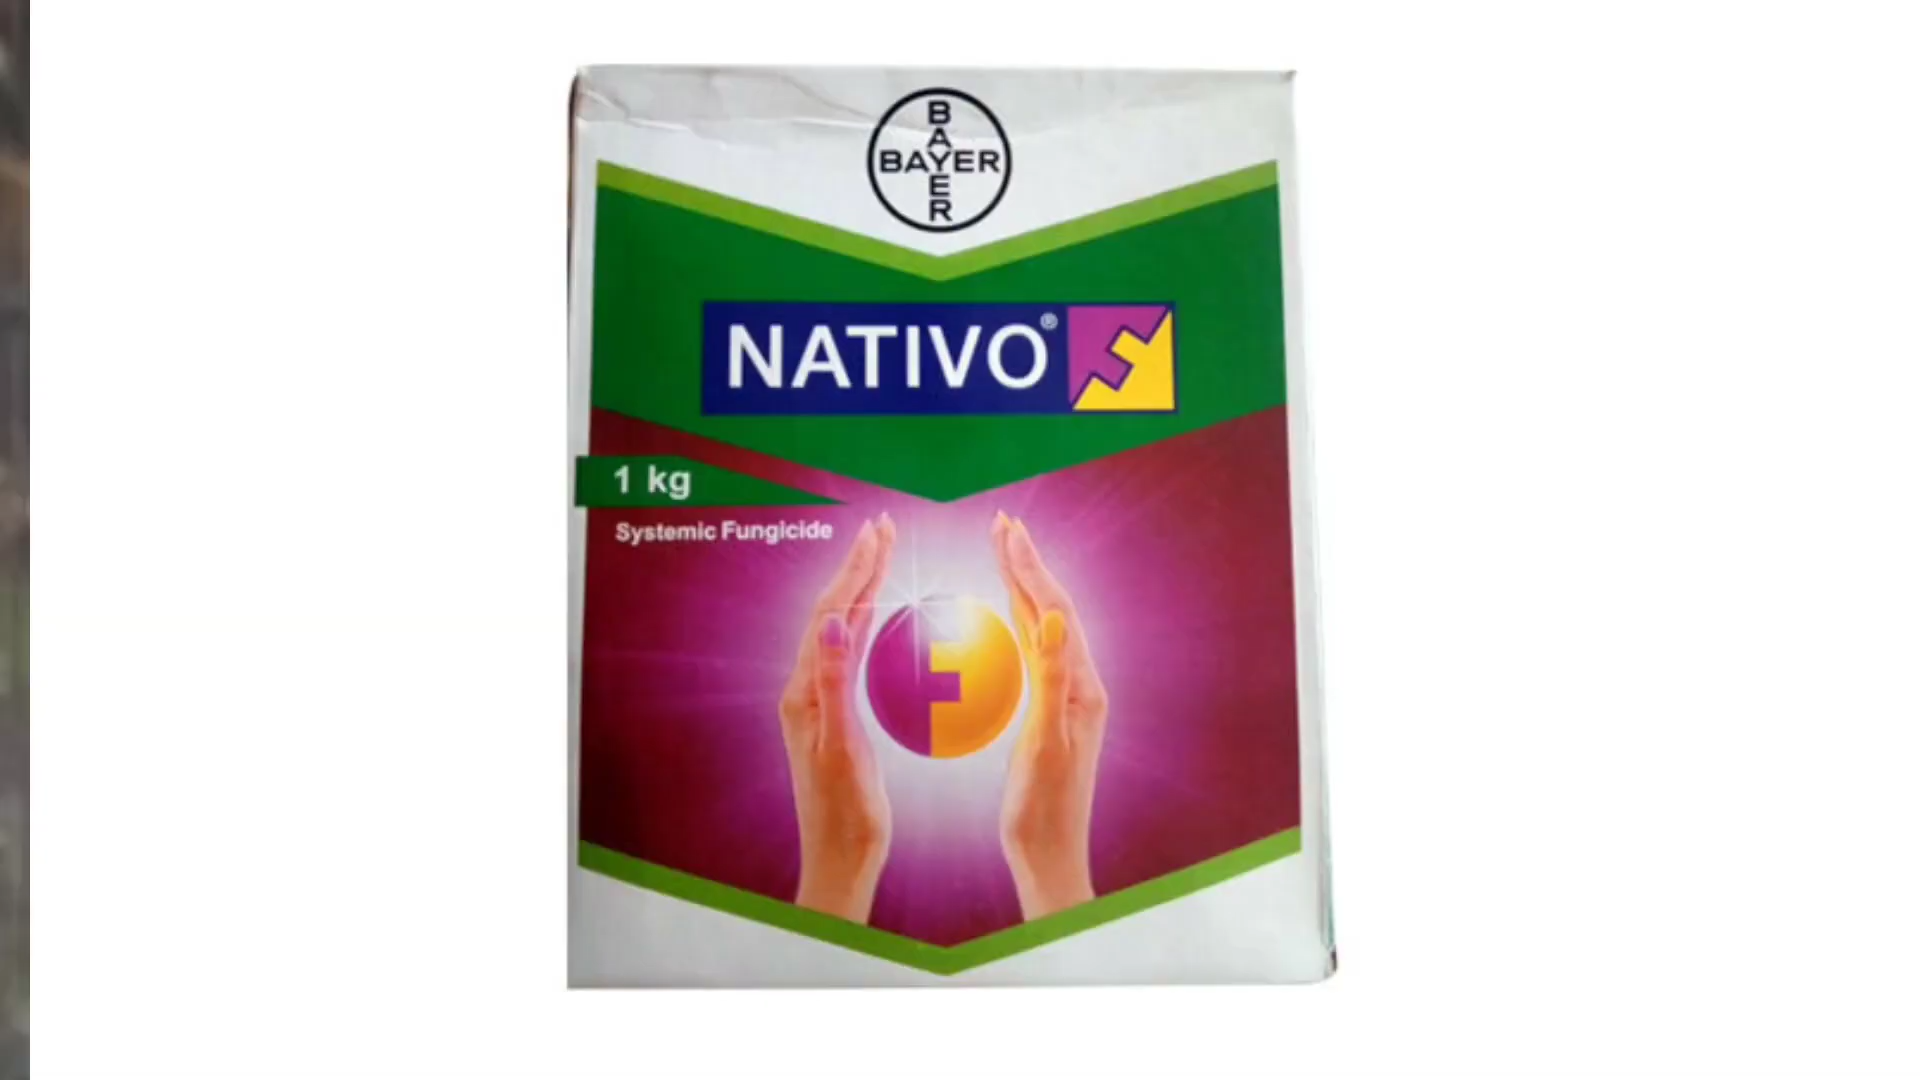 BAYER
BAYER
NATIVO®
1 kg
Systemic Fungicide